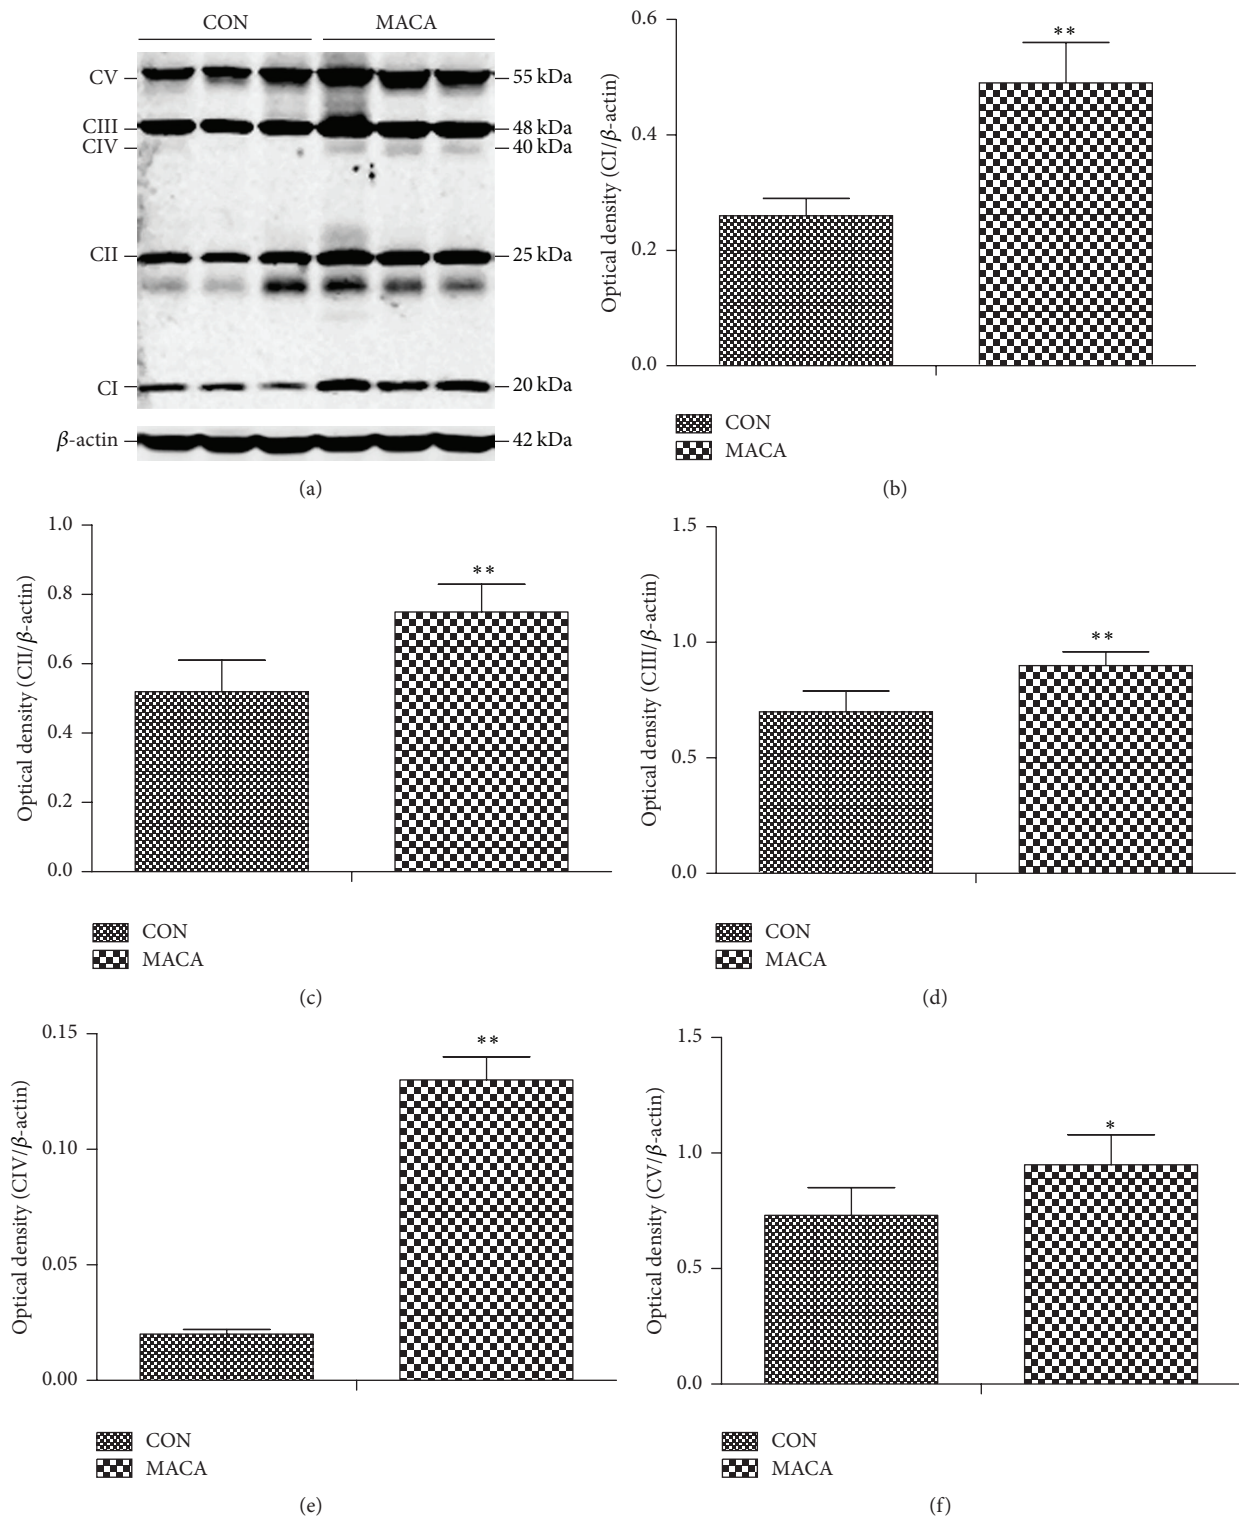 CON MACA
CV 55 kDa
CIII 48 kDa
CIV 40 kDa
CII 25 kDa
CI 20 kDa
β-actin 42 kDa
(a)
Optical density (CI/β-actin)
0.6
0.4
0.2
0.0
**
CON
MACA
(b)
Optical density (CII/β-actin)
1.0
0.8
0.6
0.4
0.2
0.0
**
CON
MACA
(c)
Optical density (CIII/β-actin)
1.5
1.0
0.5
0.0
**
CON
MACA
(d)
Optical density (CIV/β-actin)
0.15
0.10
0.05
0.00
**
CON
MACA
(e)
Optical density (CV/β-actin)
1.5
1.0
0.5
0.0
*
CON
MACA
(f)